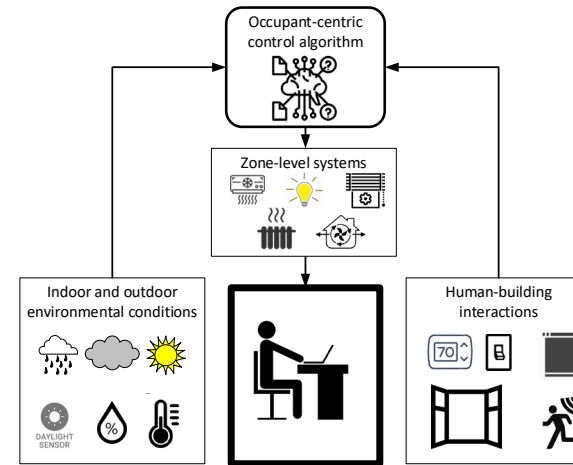 Occupant-centric
control algorithm
Zone-level systems
Indoor and outdoor
environmental conditions
DAYLIGHT
SENSOR
%
Human-building
interactions
70